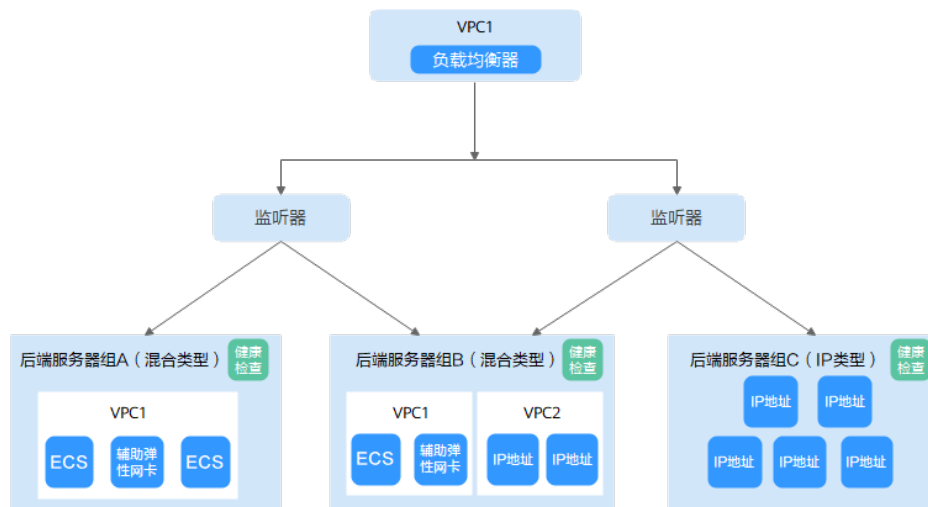 VPC1
负载均衡器
监听器
监听器
后端服务器组A（混合类型）
健康
检查
VPC1
ECS
辅助弹
性网卡
ECS
后端服务器组B（混合类型）
健康
检查
VPC1
ECS
辅助弹
性网卡
VPC2
IP地址
IP地址
后端服务器组C（IP类型）
健康
检查
IP地址
IP地址
IP地址
IP地址
IP地址